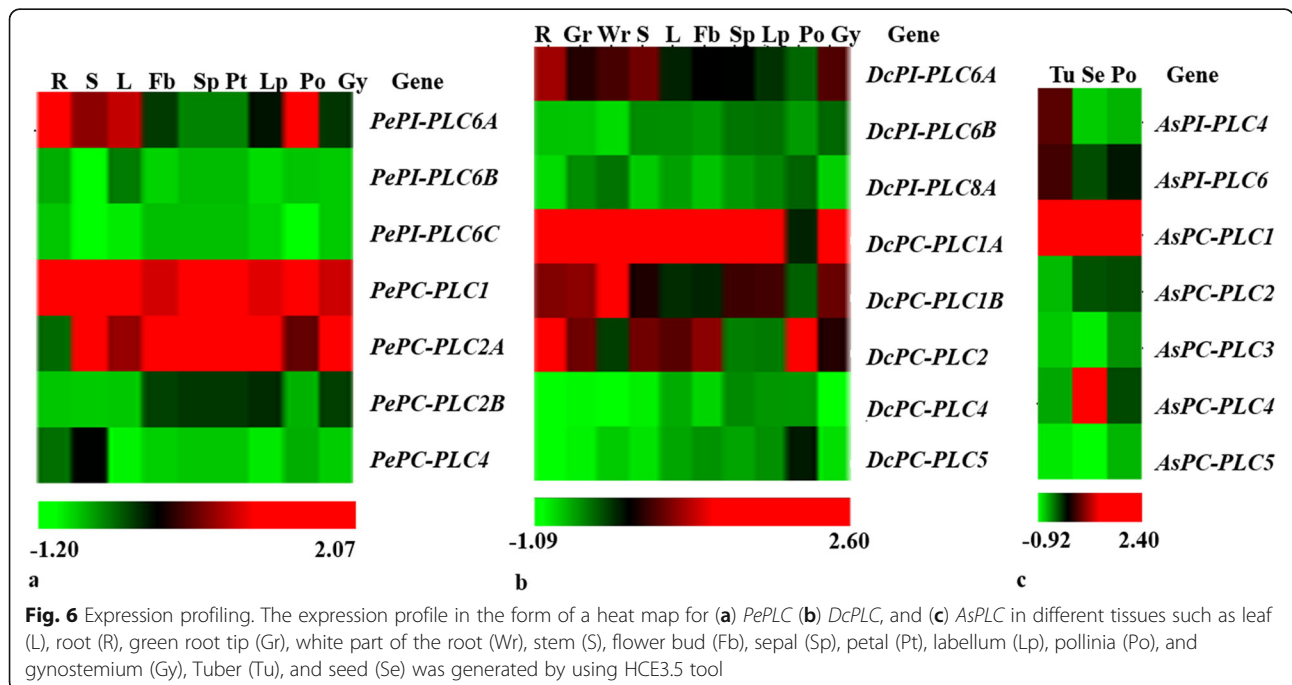 R S L Fb Sp Pt Lp Po Gy Gene
PePI-PLC6A
PePI-PLC6B
PePI-PLC6C
PePC-PLC1
PePC-PLC2A
PePC-PLC2B
PePC-PLC4
-1.20 2.07
a
R Gr Wr S L Fb Sp Lp Po Gy Gene
DcPI-PLC6A
DcPI-PLC6B
DcPI-PLC8A
DcPC-PLC1A
DcPC-PLC1B
DcPC-PLC2
DcPC-PLC4
DcPC-PLC5
-1.09 2.60
b
Tu Se Po Gene
AsPI-PLC4
AsPI-PLC6
AsPC-PLC1
AsPC-PLC2
AsPC-PLC3
AsPC-PLC4
AsPC-PLC5
-0.92 2.40
c
Fig. 6 Expression profiling. The expression profile in the form of a heat map for (a) PePLC (b) DcPLC, and (c) AsPLC in different tissues such as leaf
(L), root (R), green root tip (Gr), white part of the root (Wr), stem (S), flower bud (Fb), sepal (Sp), petal (Pt), labellum (Lp), pollinia (Po), and
gynostemium (Gy), Tuber (Tu), and seed (Se) was generated by using HCE3.5 tool